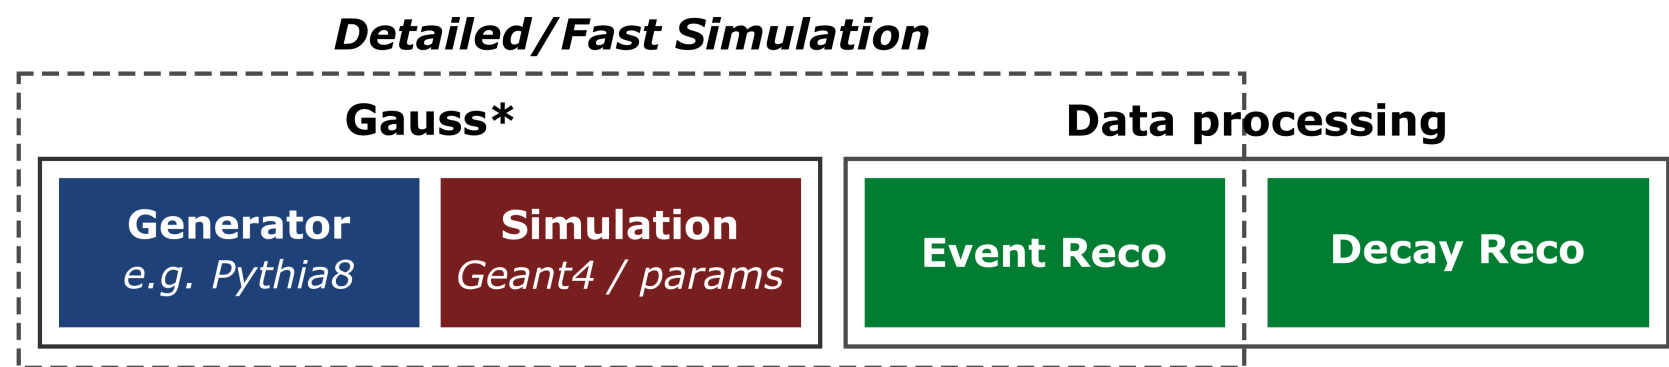 Detailed/Fast Simulation
Gauss*
Data processing
Generator
e.g. Pythia8
Simulation
Geant4 / params
Event Reco
Decay Reco